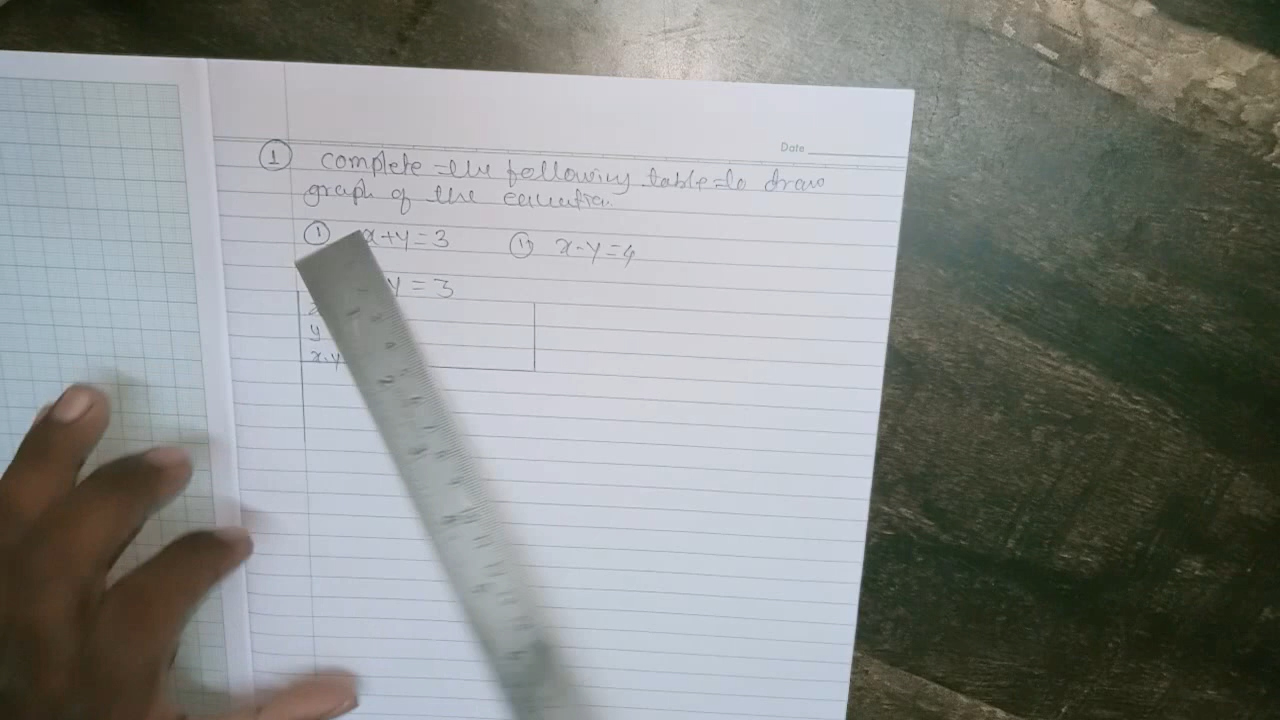 Date
① complete the following table to draw
graph of the equation.
① x+y=3 ⑪ x-y=4
y = 3
x
y
x,y